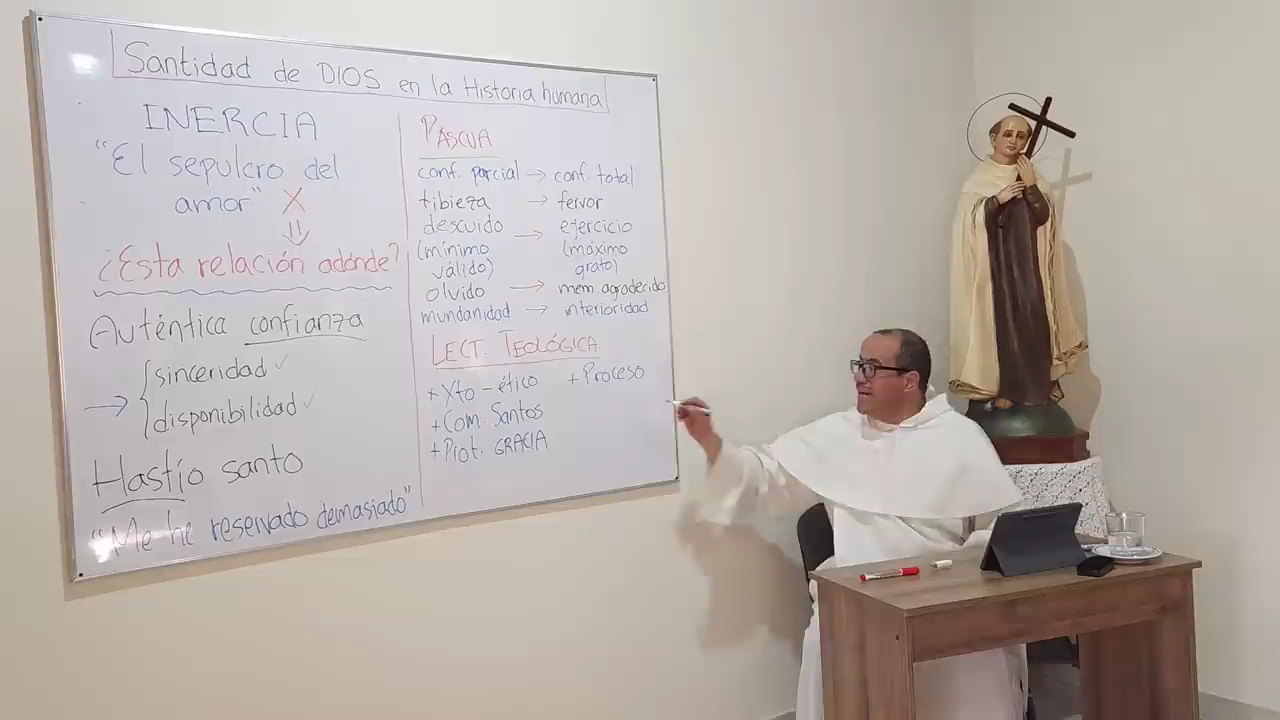 Santidad de DIOS en la Historia humana
INERCIA
"El sepulcro del
amor" X
¿Esta relación adónde?
Auténtica confianza
→ sinceridad ✓
disponibilidad ✓
Hastío santo
"Me he reservado demasiado"
PASCUA
conf. parcial → conf. total
tibieza → fervor
descuido → ejercicio
(mínimo (máximo
válido) grato)
olvido → mem. agradecido
mundanidad → interioridad
LECT. TEOLÓGICA
+ Xto - ético + Proceso
+ Com. Santos
+ Priot. GRACIA